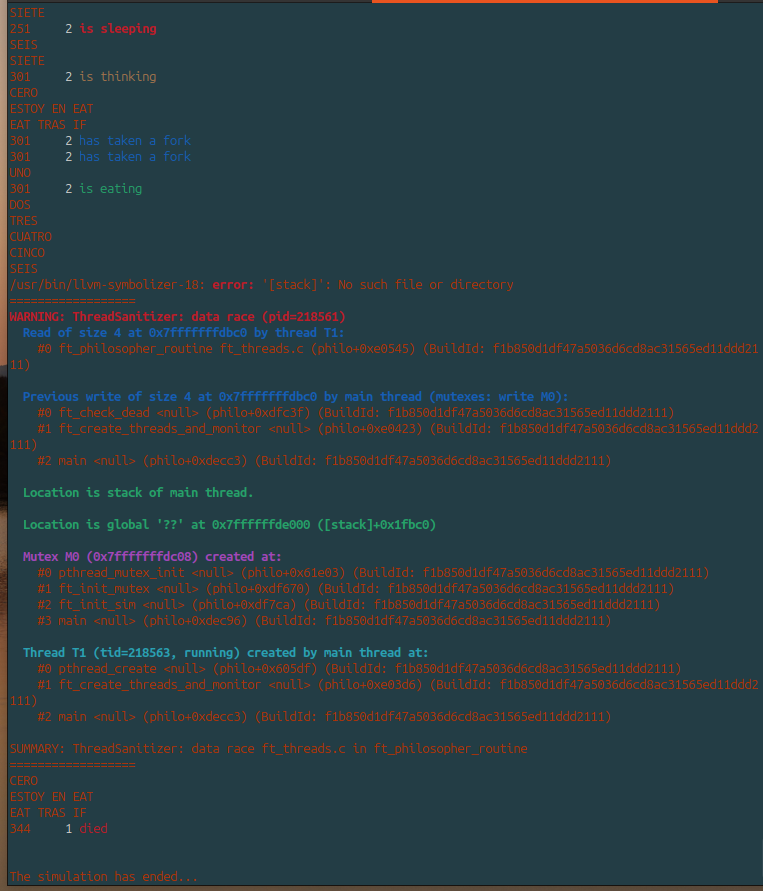 SIETE
251 2 is sleeping
SEIS
SIETE
301 2 is thinking
CERO
ESTOY EN EAT
EAT TRAS IF
301 2 has taken a fork
301 2 has taken a fork
UNO
301 2 is eating
DOS
TRES
CUATRO
CINCO
SEIS
/usr/bin/llvm-symbolizer-18: error: '[stack]': No such file or directory
==================
WARNING: ThreadSanitizer: data race (pid=218561)
  Read of size 4 at 0x7fffffffdbc0 by thread T1:
    #0 ft_philosopher_routine ft_threads.c (philo+0xe0545) (BuildId: f1b850d1df47a5036d6cd8ac31565ed11ddd21
11)

  Previous write of size 4 at 0x7fffffffdbc0 by main thread (mutexes: write M0):
    #0 ft_check_dead <null> (philo+0xdfc3f) (BuildId: f1b850d1df47a5036d6cd8ac31565ed11ddd2111)
    #1 ft_create_threads_and_monitor <null> (philo+0xe0423) (BuildId: f1b850d1df47a5036d6cd8ac31565ed11ddd2
111)
    #2 main <null> (philo+0xdecc3) (BuildId: f1b850d1df47a5036d6cd8ac31565ed11ddd2111)

  Location is stack of main thread.

  Location is global '??' at 0x7ffffffde000 ([stack]+0x1fbc0)

  Mutex M0 (0x7fffffffdc08) created at:
    #0 pthread_mutex_init <null> (philo+0x61e03) (BuildId: f1b850d1df47a5036d6cd8ac31565ed11ddd2111)
    #1 ft_init_mutex <null> (philo+0xdf670) (BuildId: f1b850d1df47a5036d6cd8ac31565ed11ddd2111)
    #2 ft_init_sim <null> (philo+0xdf7ca) (BuildId: f1b850d1df47a5036d6cd8ac31565ed11ddd2111)
    #3 main <null> (philo+0xdec96) (BuildId: f1b850d1df47a5036d6cd8ac31565ed11ddd2111)

  Thread T1 (tid=218563, running) created by main thread at:
    #0 pthread_create <null> (philo+0x605df) (BuildId: f1b850d1df47a5036d6cd8ac31565ed11ddd2111)
    #1 ft_create_threads_and_monitor <null> (philo+0xe03d6) (BuildId: f1b850d1df47a5036d6cd8ac31565ed11ddd2
111)
    #2 main <null> (philo+0xdecc3) (BuildId: f1b850d1df47a5036d6cd8ac31565ed11ddd2111)

SUMMARY: ThreadSanitizer: data race ft_threads.c in ft_philosopher_routine
==================
CERO
ESTOY EN EAT
EAT TRAS IF
344 1 died

The simulation has ended...